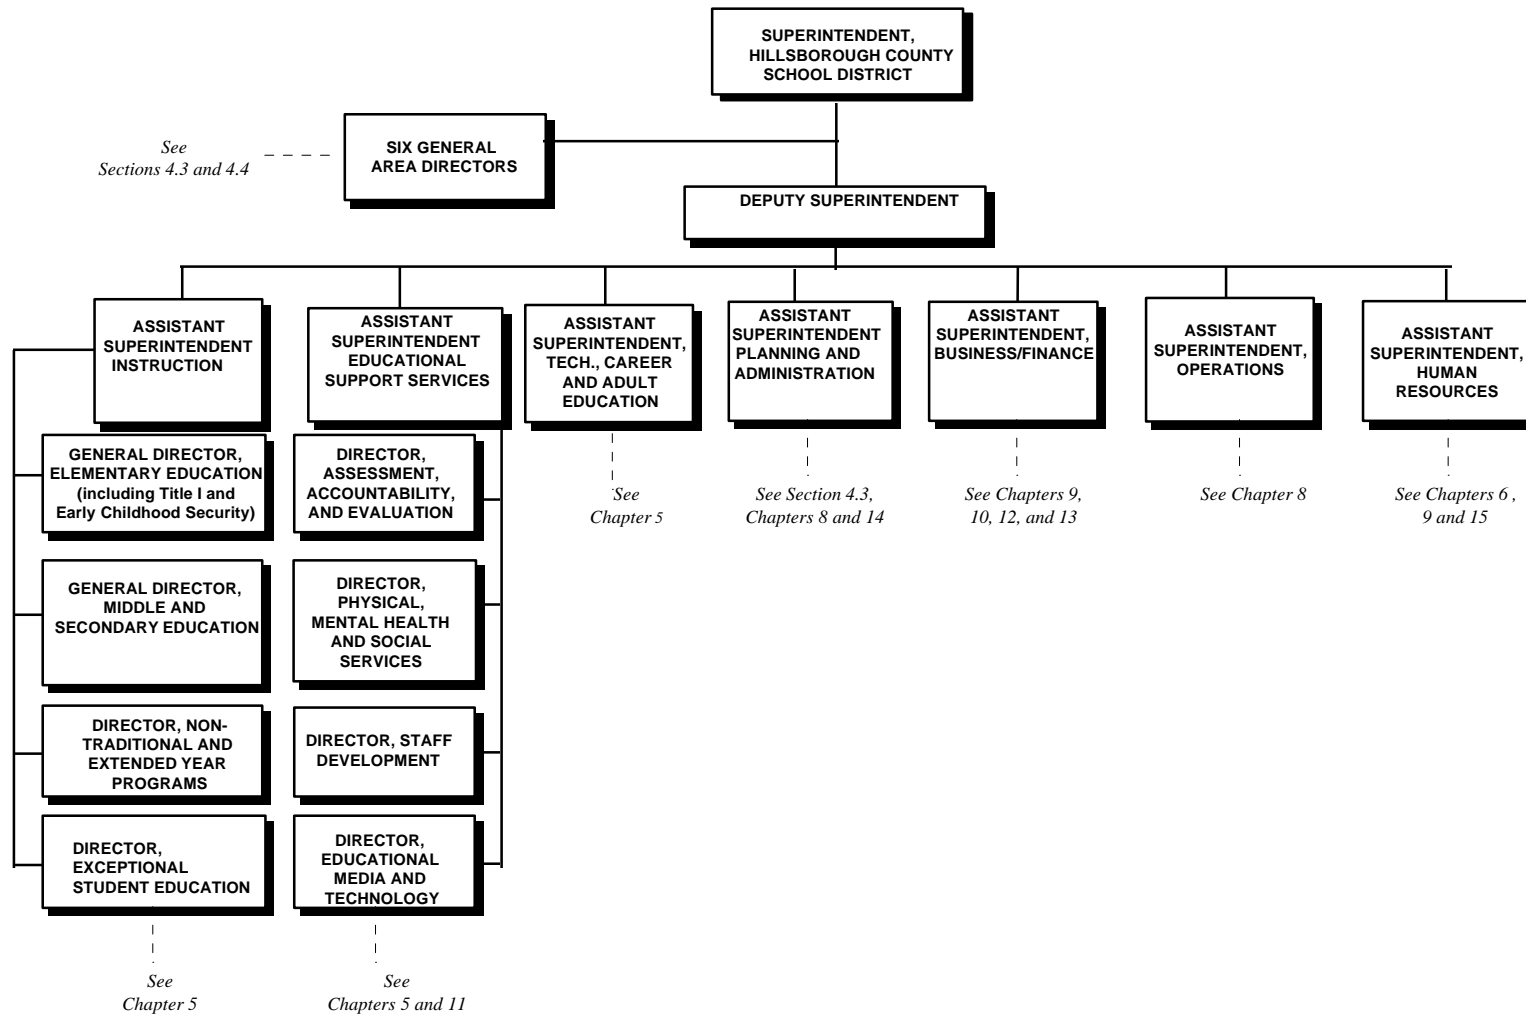 SUPERINTENDENT,
HILLSBOROUGH COUNTY
SCHOOL DISTRICT
See
Sections 4.3 and 4.4
SIX GENERAL
AREA DIRECTORS
DEPUTY SUPERINTENDENT
ASSISTANT
SUPERINTENDENT
INSTRUCTION
ASSISTANT
SUPERINTENDENT
EDUCATIONAL
SUPPORT SERVICES
ASSISTANT
SUPERINTENDENT,
TECH., CAREER
AND ADULT
EDUCATION
ASSISTANT
SUPERINTENDENT
PLANNING AND
ADMINISTRATION
ASSISTANT
SUPERINTENDENT,
BUSINESS/FINANCE
ASSISTANT
SUPERINTENDENT,
OPERATIONS
ASSISTANT
SUPERINTENDENT,
HUMAN
RESOURCES
GENERAL DIRECTOR,
ELEMENTARY EDUCATION
(including Title I and
Early Childhood Security)
DIRECTOR,
ASSESSMENT,
ACCOUNTABILITY,
AND EVALUATION
See
Chapter 5
See Section 4.3,
Chapters 8 and 14
See Chapters 9,
10, 12, and 13
See Chapter 8
See Chapters 6 ,
9 and 15
GENERAL DIRECTOR,
MIDDLE AND
SECONDARY EDUCATION
DIRECTOR,
PHYSICAL,
MENTAL HEALTH
AND SOCIAL
SERVICES
DIRECTOR, NON-
TRADITIONAL AND
EXTENDED YEAR
PROGRAMS
DIRECTOR, STAFF
DEVELOPMENT
DIRECTOR,
EXCEPTIONAL
STUDENT EDUCATION
DIRECTOR,
EDUCATIONAL
MEDIA AND
TECHNOLOGY
See
Chapter 5
See
Chapters 5 and 11